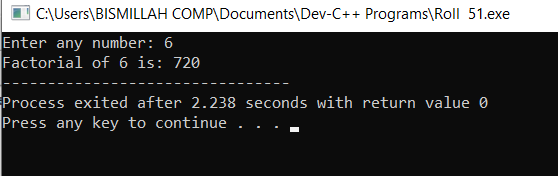 C:\Users\BISMILLAH COMP\Documents\Dev-C++ Programs\Roll  51.exe
Enter any number: 6
Factorial of 6 is: 720
--------------------------------
Process exited after 2.238 seconds with return value 0
Press any key to continue . . .